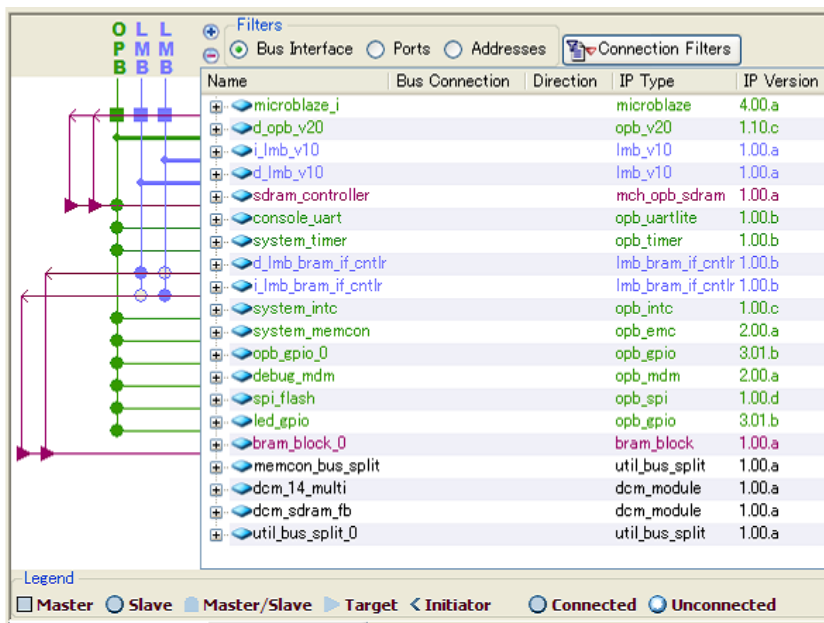 OPB LMB LMB
Filters
Bus Interface Ports Addresses Connection Filters
Name Bus Connection Direction IP Type IP Version
microblaze_i microblaze 4.00.a
d_opb_v20 opb_v20 1.10.c
i_lmb_v10 lmb_v10 1.00.a
d_lmb_v10 lmb_v10 1.00.a
sdram_controller mch_opb_sdram 1.00.a
console_uart opb_uartlite 1.00.b
system_timer opb_timer 1.00.b
d_lmb_bram_if_cntlr lmb_bram_if_cntlr 1.00.b
i_lmb_bram_if_cntlr lmb_bram_if_cntlr 1.00.b
system_intc opb_intc 1.00.c
system_memcon opb_emc 2.00.a
opb_gpio_0 opb_gpio 3.01.b
debug_mdm opb_mdm 2.00.a
spi_flash opb_spi 1.00.d
led_gpio opb_gpio 3.01.b
bram_block_0 bram_block 1.00.a
memcon_bus_split util_bus_split 1.00.a
dcm_14_multi dcm_module 1.00.a
dcm_sdram_fb dcm_module 1.00.a
util_bus_split_0 util_bus_split 1.00.a
Legend
Master Slave Master/Slave Target Initiator Connected Unconnected